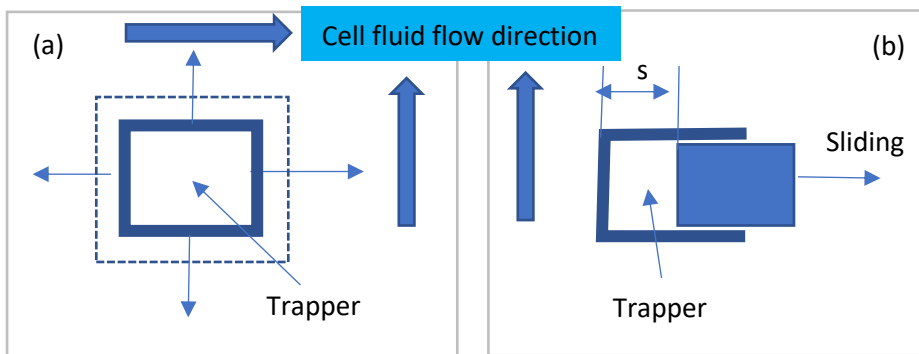 (a)
Cell fluid flow direction
(b)
s
Sliding
Trapper
Trapper